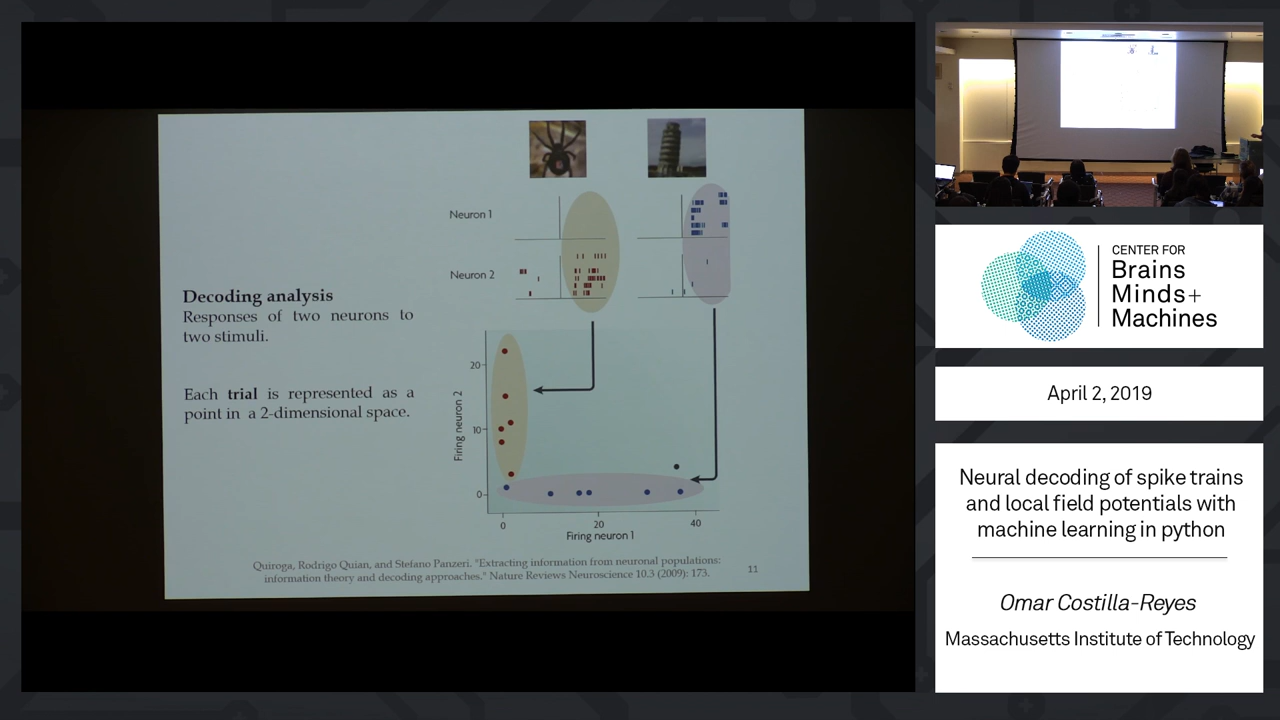 Neuron 1
Neuron 2
Decoding analysis
Responses of two neurons to
two stimuli.
Each trial is represented as a
point in a 2-dimensional space.
Firing neuron 2
20
10
0
0
20
40
Firing neuron 1
Quiroga, Rodrigo Quian, and Stefano Panzeri. "Extracting information from neuronal populations:
information theory and decoding approaches." Nature Reviews Neuroscience 10.3 (2009): 173.
11
CENTER FOR
Brains
Minds+
Machines
April 2, 2019
Neural decoding of spike trains
and local field potentials with
machine learning in python
Omar Costilla-Reyes
Massachusetts Institute of Technology